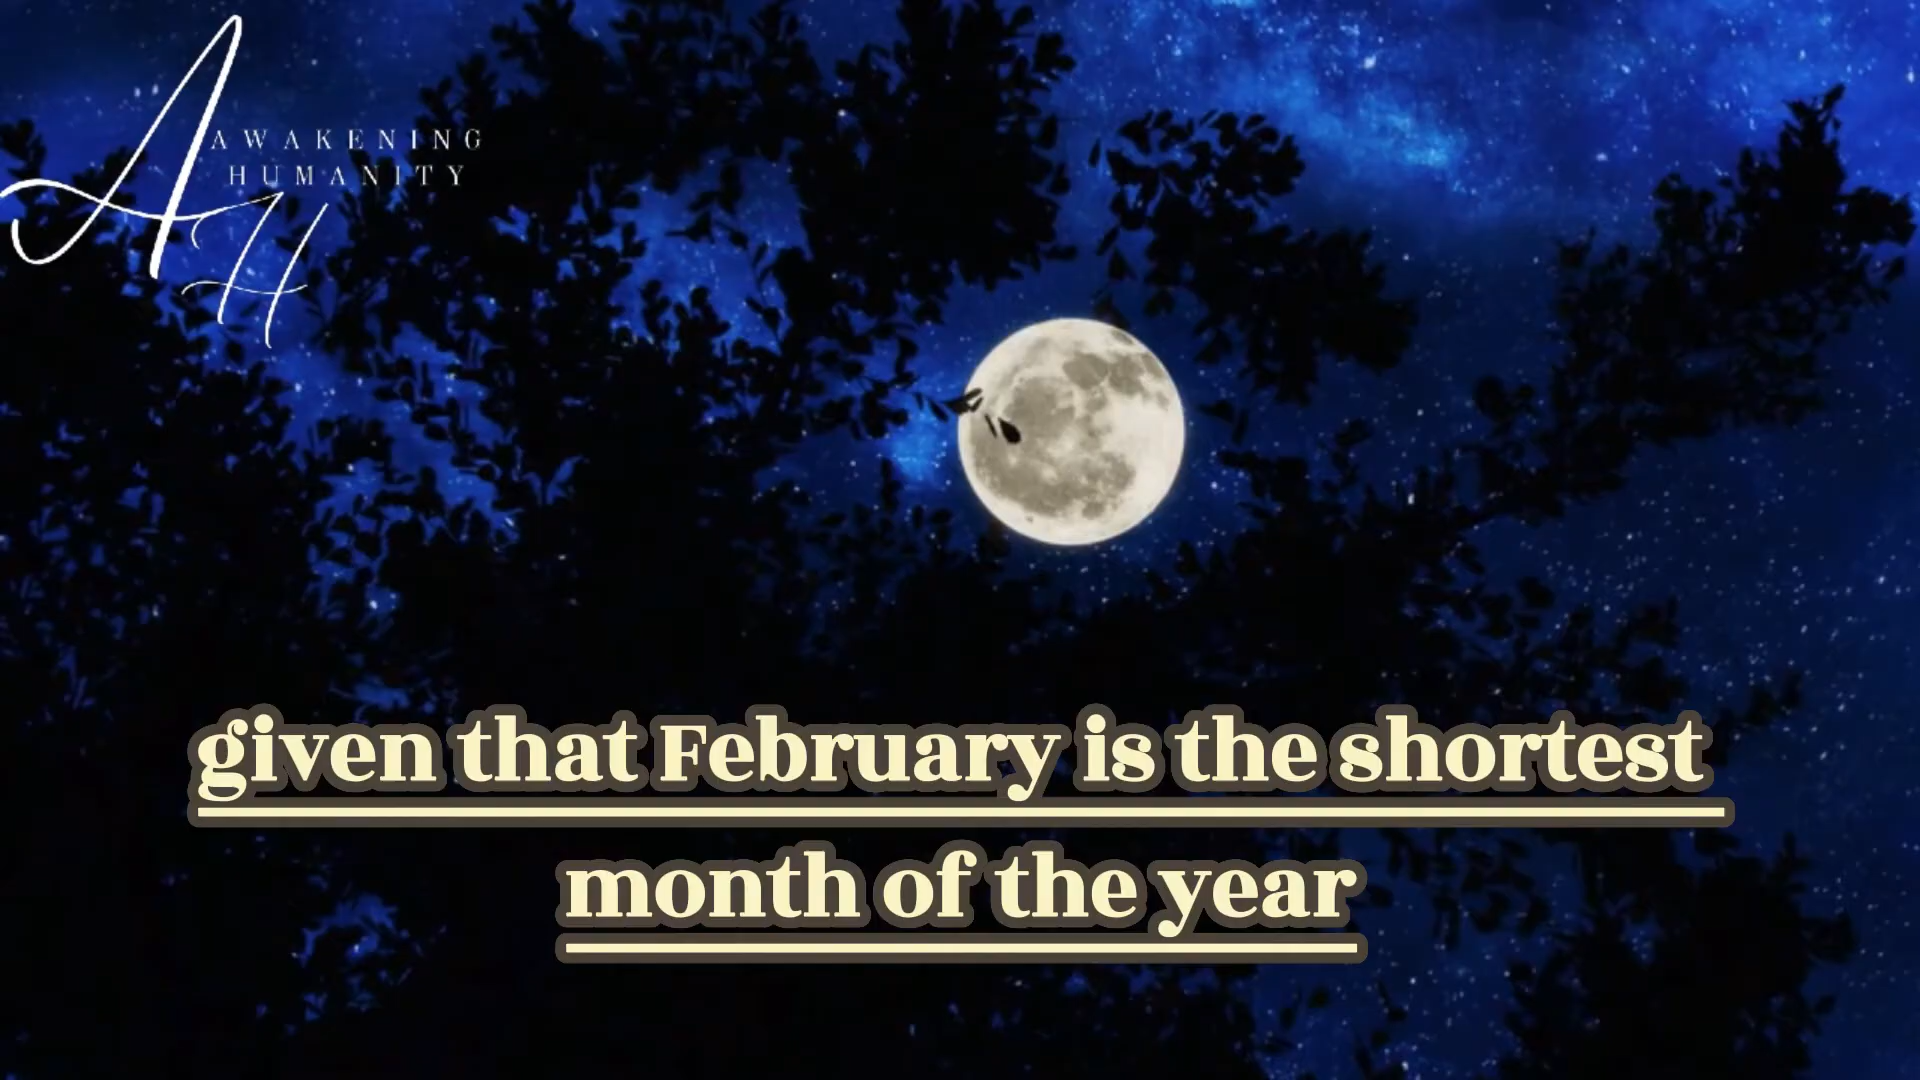 AWAKENING
HUMANITY
AH
given that February is the shortest
month of the year